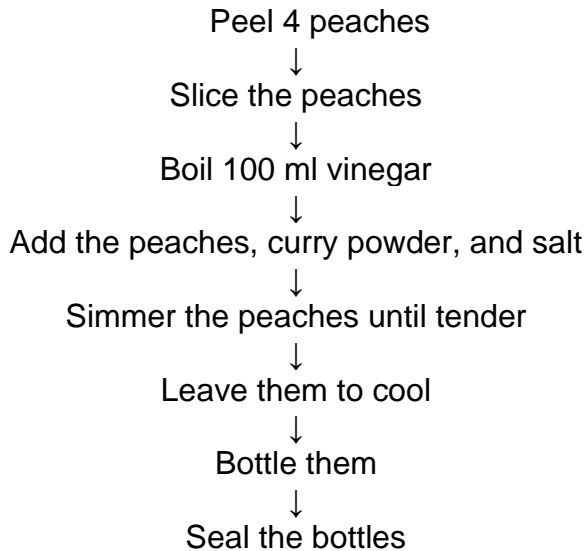 Peel 4 peaches
↓
Slice the peaches
↓
Boil 100 ml vinegar
↓
Add the peaches, curry powder, and salt
↓
Simmer the peaches until tender
↓
Leave them to cool
↓
Bottle them
↓
Seal the bottles